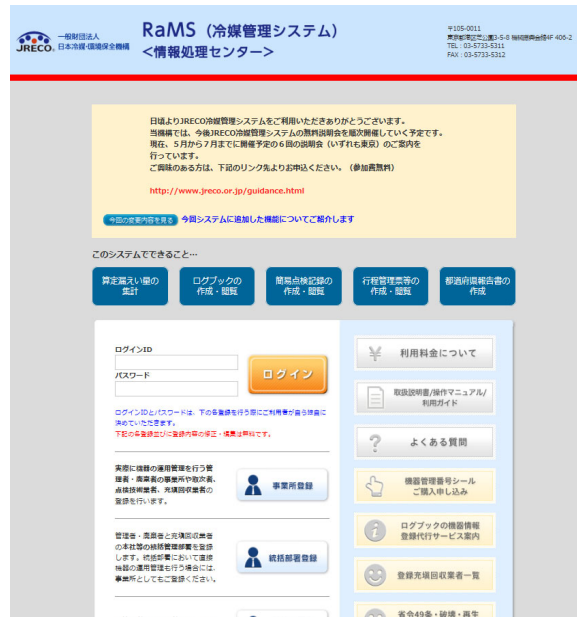 JRECO.
一般財団法人
日本冷媒・環境保全機構
RaMS（冷媒管理システム）
<情報処理センター>
〒105-0011
TEL : 03-5733-5311
FAX : 03-5733-5312
日頃よりJRECO冷媒管理システムをご利用いただきありがとうございます。
当機構では、今後JRECO冷媒管理システムの無料説明会を順次開催していく予定です。
現在、５月から７月までに開催予定の６回の説明会（いずれも東京）のご案内を
行っています。
ご興味のある方は、下記のリンク先よりお申込ください。（参加費無料）
http://www.jreco.or.jp/guidance.html
今回の変更内容を見る 今回システムに追加した機能についてご紹介します
このシステムでできること…
算定漏えい量の
集計
ログブックの
作成・閲覧
簡易点検記録の
作成・閲覧
行程管理票等の
作成・閲覧
都道府県報告書の
作成
ログインID
パスワード
ログイン
ログインIDとパスワードは、下の各登録を行う際にご利用者が自ら任意に
決めていただきます。
下記の各登録並びに登録内容の修正・廃業は無料です。
実際に機器の運用管理を行う管
理者・廃棄者の事業所や取次者、
点検技術業者、充填回収業者の
登録を行います。
事業所登録
管理者・廃棄者と充填回収業者
の本社等の統括管理部署を登録
します。統括部署において直接
機器の運用管理も行う場合には、
事業所としてもご登録ください。
統括部署登録
利用料金について
取扱説明書/操作マニュアル/
利用ガイド
よくある質問
機器管理番号シール
ご購入申し込み
ログブックの機器情報
登録代行サービス案内
登録充填回収業者一覧
省令49条・破壊・再生